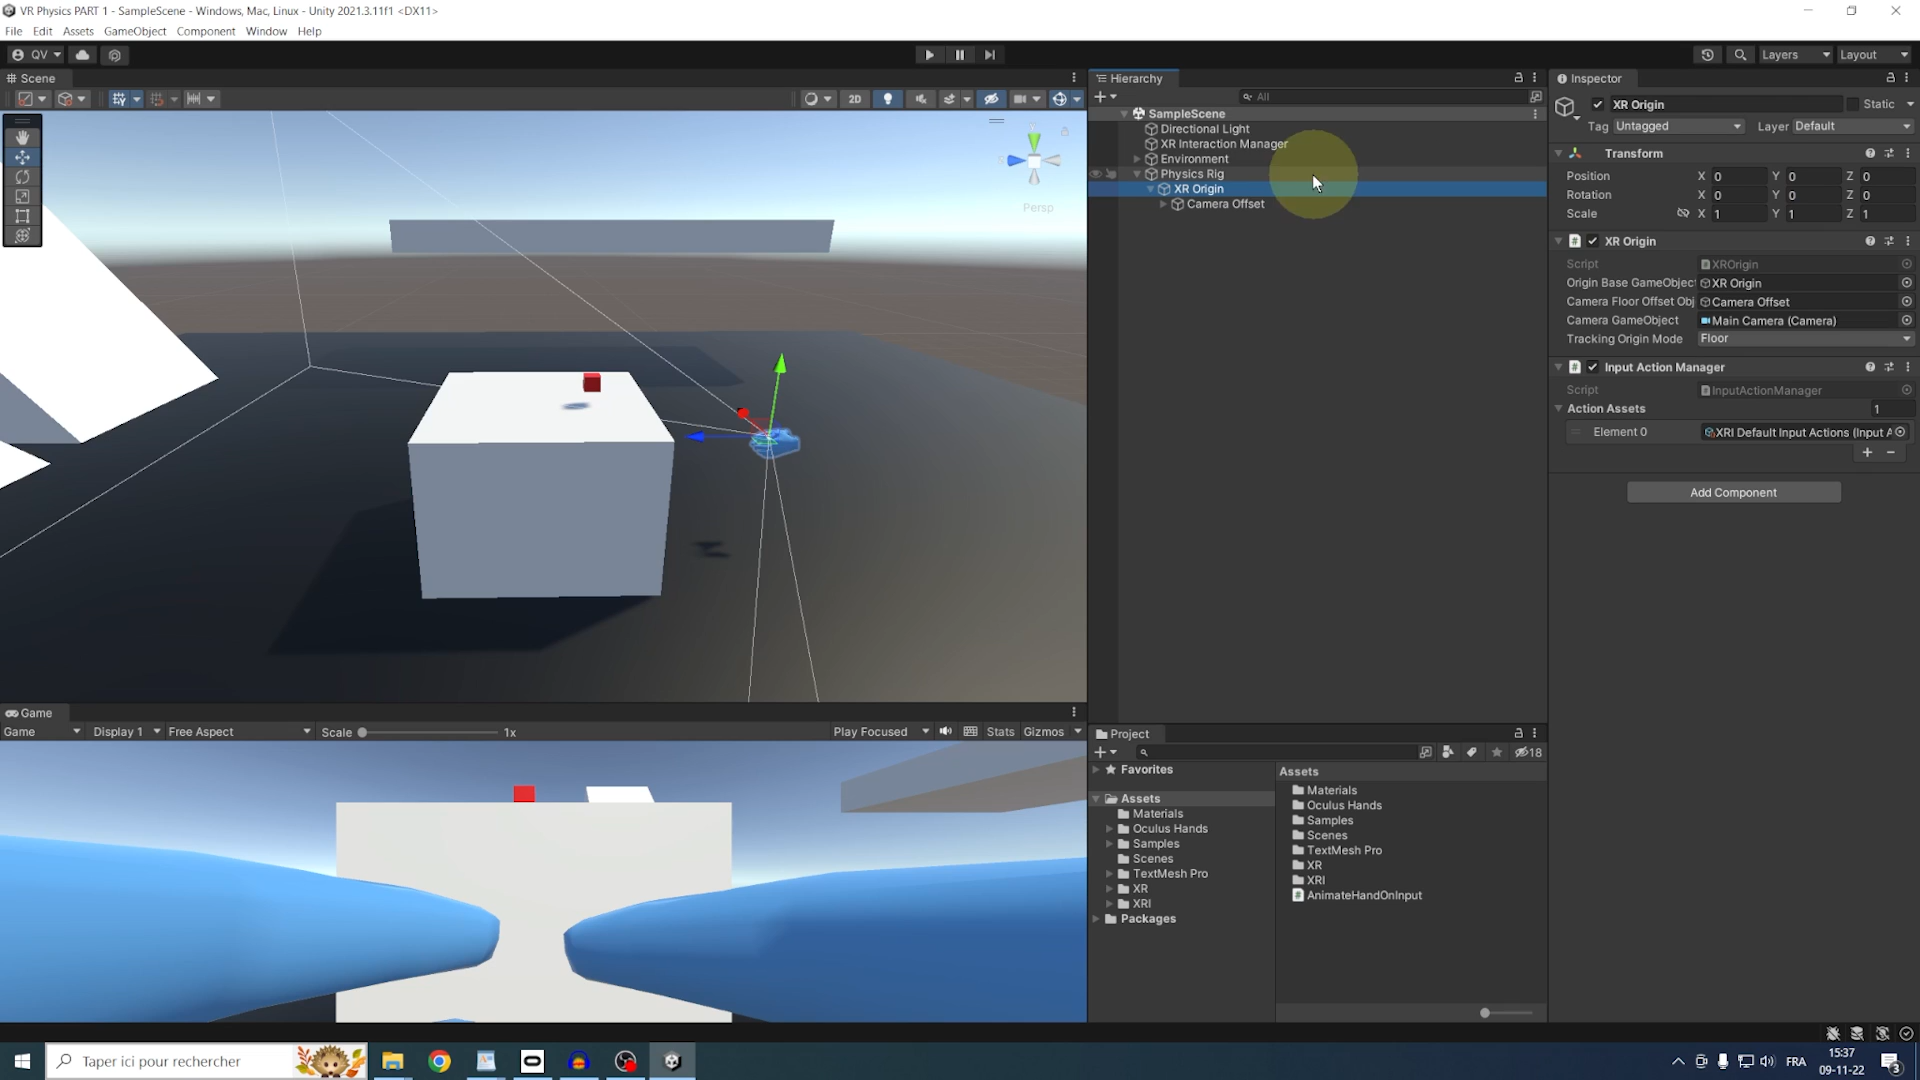 VR Physics PART 1 - SampleScene - Windows, Mac, Linux - Unity 2021.3.11f1 <DX11>
File Edit Assets GameObject Component Window Help
QV Layers Layout
Scene
2D
Persp
Hierarchy
All
SampleScene
Directional Light
XR Interaction Manager
Environment
Physics Rig
XR Origin
Camera Offset
Inspector
XR Origin Static
Tag Untagged Layer Default
Transform
Position X 0 Y 0 Z 0
Rotation X 0 Y 0 Z 0
Scale X 1 Y 1 Z 1
XR Origin
Script XROrigin
Origin Base GameObjec XR Origin
Camera Floor Offset Obj Camera Offset
Camera GameObject Main Camera (Camera)
Tracking Origin Mode Floor
Input Action Manager
Script InputActionManager
Action Assets 1
Element 0 XRI Default Input Actions (Input A
Add Component
Game
Game Display 1 Free Aspect Scale 1x Play Focused Stats Gizmos
Project
18
Favorites
Assets
Materials
Oculus Hands
Samples
Scenes
TextMesh Pro
XR
XRI
Packages
Assets
Materials
Oculus Hands
Samples
Scenes
TextMesh Pro
XR
XRI
AnimateHandOnInput
Taper ici pour rechercher
FRA
15:37
09-11-22
3